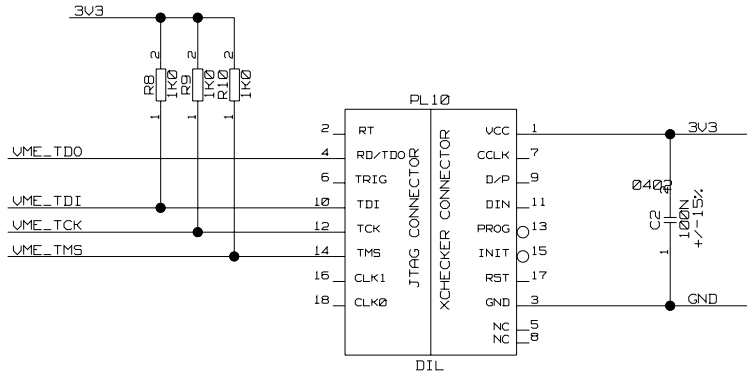 3V3
2 2 2
R8 1K0 R9 1K0 R10 1K0
1 1 1
PL10
2 RT VCC 1 3V3
VME_TDO 4 RD/TDO CCLK 7
6 TRIG D/P 9
VME_TDI 10 TDI DIN 11
VME_TCK 12 TCK PROG 13
VME_TMS 14 TMS INIT 15
16 CLK1 RST 17
18 CLK0 GND 3 GND
NC 5
NC 8
JTAG CONNECTOR
XCHECKER CONNECTOR
DIL
0402
2
C2 100N +/-15%
1